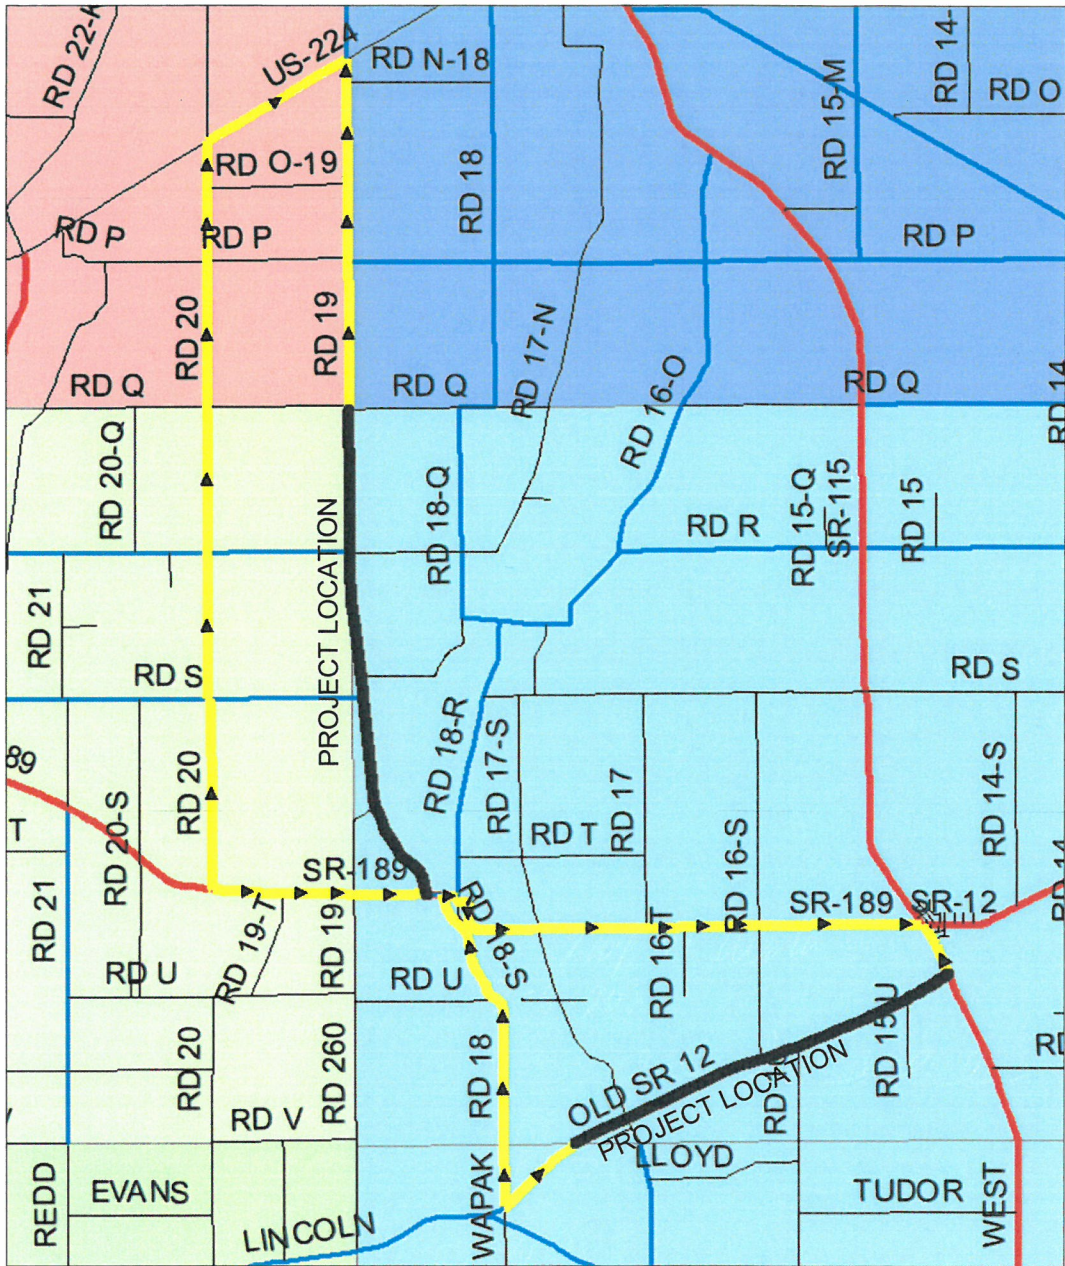 RD 22-K
US-224
RD N-18
RD 15-M
RD 14-
RD O
RD O-19
RD 18
RD P
RD P
RD P
RD 20
RD 19
RD 17-N
RD 16-O
RD Q
RD Q
RD Q
RD 14
RD 20-Q
PROJECT LOCATION
RD 18-Q
RD R
RD 15-Q
SR-115
RD 15
RD 21
RD S
RD S
RD 18-R
RD 17-S
RD 17
RD 14-S
89
T
RD 20
RD 20-S
RD T
RD 16-S
SR-189
SR-189
SR-12
RD 14
RD 21
RD 19-T
RD 19
RD 18-S
RD 16-T
RD U
RD U
RD 15-U
RD 20
RD 260
RD 18
OLD SR 12
PROJECT LOCATION
RD
RD
RD V
LLOYD
REDD
EVANS
WAPAK
TUDOR
WEST
LINCOLN